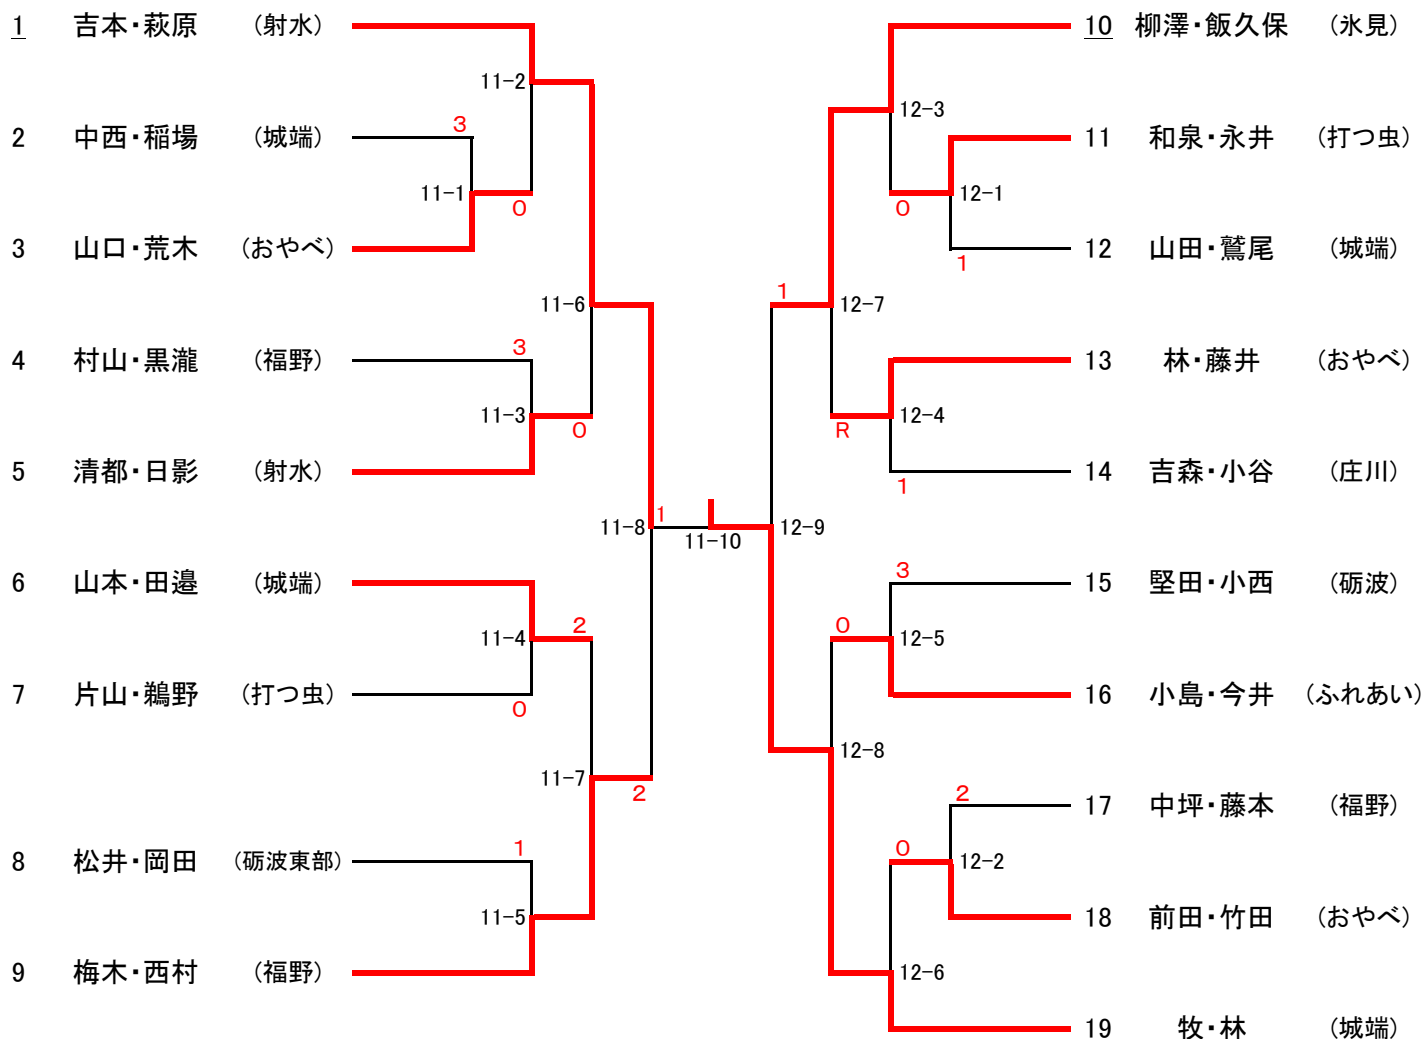 1 吉本・萩原 (射水)
11-2
2 中西・稲場 (城端)
3
11-1
0
3 山口・荒木 (おやべ)
11-6
4 村山・黒瀧 (福野)
3
11-3
0
5 清都・日影 (射水)
11-8
1
11-10
6 山本・田邉 (城端)
11-4
2
7 片山・鵜野 (打つ虫)
0
11-7
2
8 松井・岡田 (砺波東部)
1
11-5
9 梅木・西村 (福野)
10 柳澤・飯久保 (氷見)
12-3
11 和泉・永井 (打つ虫)
12-1
0
12 山田・鷲尾 (城端)
1
1
12-7
13 林・藤井 (おやべ)
12-4
R
14 吉森・小谷 (庄川)
1
12-9
15 堅田・小西 (砺波)
3
0
12-5
16 小島・今井 (ふれあい)
12-8
17 中坪・藤本 (福野)
2
0
12-2
18 前田・竹田 (おやべ)
12-6
19 牧・林 (城端)